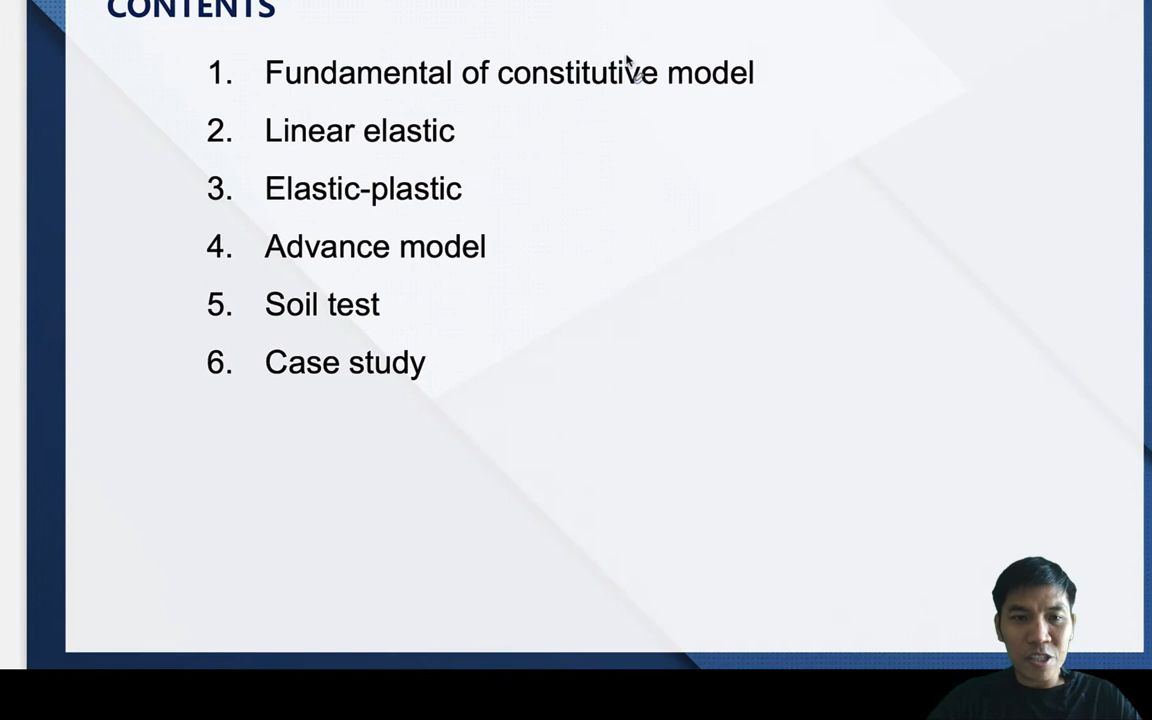 CONTENTS
1. Fundamental of constitutive model
2. Linear elastic
3. Elastic-plastic
4. Advance model
5. Soil test
6. Case study